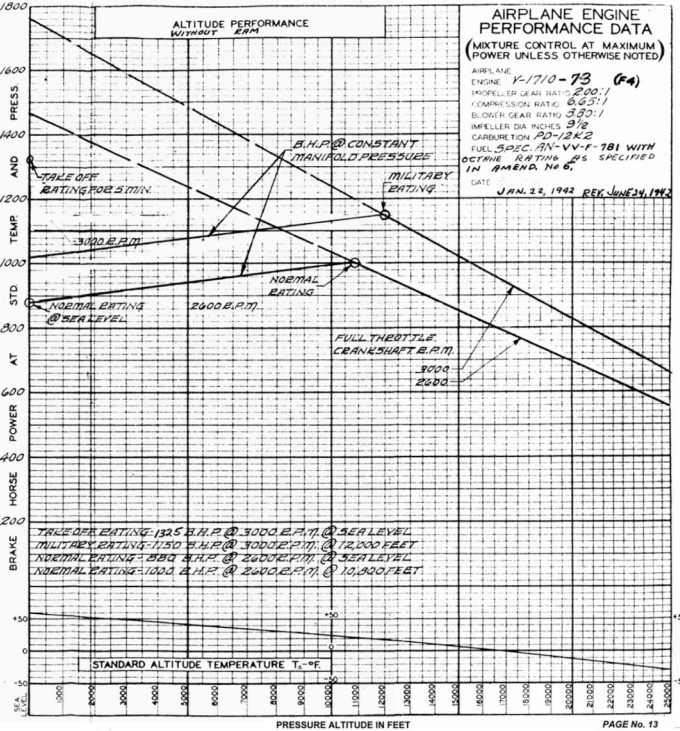 ALTITUDE PERFORMANCE
WITHOUT RAM
AIRPLANE ENGINE
PERFORMANCE DATA
(MIXTURE CONTROL AT MAXIMUM
POWER UNLESS OTHERWISE NOTED)
AIRPLANE
ENGINE V-1710-73 (F4)
PROPELLER GEAR RATIO 2.00:1
COMPRESSION RATIO 6.65:1
BLOWER GEAR RATIO 8.80:1
IMPELLER DIA INCHES 9 1/2
CARBURETION PD-12K2
FUEL SPEC. AN-VV-F-781 WITH
OCTANE RATING AS SPECIFIED
IN AMEND. No 6.
DATE
JAN. 22, 1942 REV. JUNE 24, 1942
1800
1600
1400
1200
1000
800
600
400
200
+50
0
-50
BRAKE HORSE POWER AT STD. TEMP. AND PRESS.
B.H.P. @ CONSTANT
MANIFOLD PRESSURE
TAKE OFF
RATING FOR 5 MIN.
MILITARY
RATING
3000 R.P.M.
NORMAL
RATING
NORMAL RATING
@ SEA LEVEL
2600 R.P.M.
FULL THROTTLE
CRANKSHAFT R.P.M.
3000
2600
TAKE OFF RATING-1325 B.H.P. @ 3000 R.P.M. @ SEA LEVEL
MILITARY RATING-1150 B.H.P. @ 3000 R.P.M. @ 12,000 FEET
NORMAL RATING-880 B.H.P. @ 2600 R.P.M. @ SEA LEVEL
NORMAL RATING-1000 B.H.P. @ 2600 R.P.M. @ 10,800 FEET
+50
0
STANDARD ALTITUDE TEMPERATURE T₅-°F.
SEA LEVEL
1000
2000
3000
4000
5000
6000
7000
8000
9000
10000
11000
12000
13000
14000
15000
16000
17000
18000
19000
20000
21000
22000
23000
24000
25000
PRESSURE ALTITUDE IN FEET
PAGE No. 13